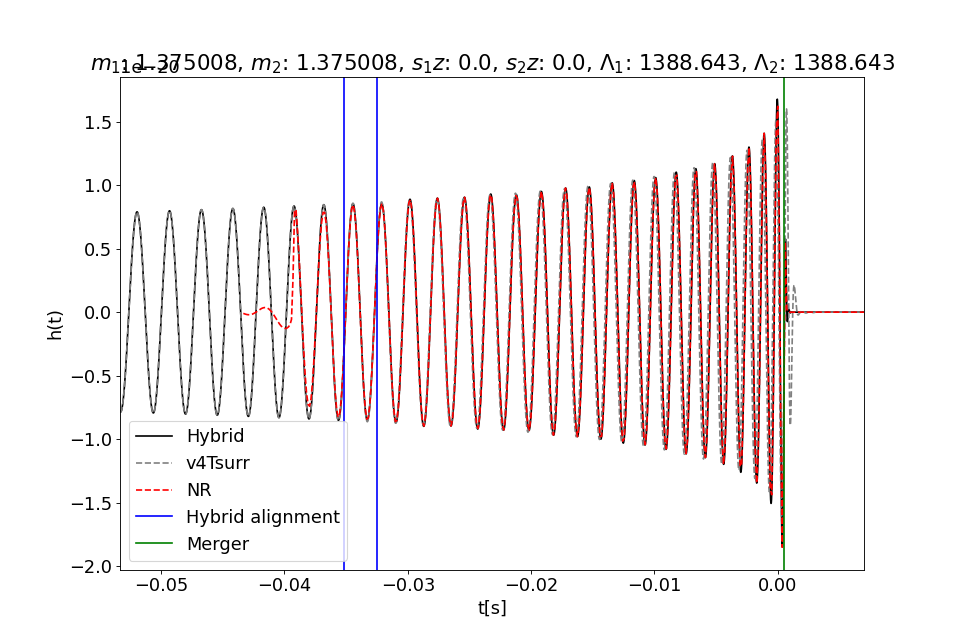 m₁: 1.375008, m₂: 1.375008, s₁z: 0.0, s₂z: 0.0, Λ₁: 1388.643, Λ₂: 1388.643
1e−20
1.5
1.0
0.5
0.0
−0.5
−1.0
−1.5
−2.0
h(t)
Hybrid
v4Tsurr
NR
Hybrid alignment
Merger
−0.05 −0.04 −0.03 −0.02 −0.01 0.00
t[s]